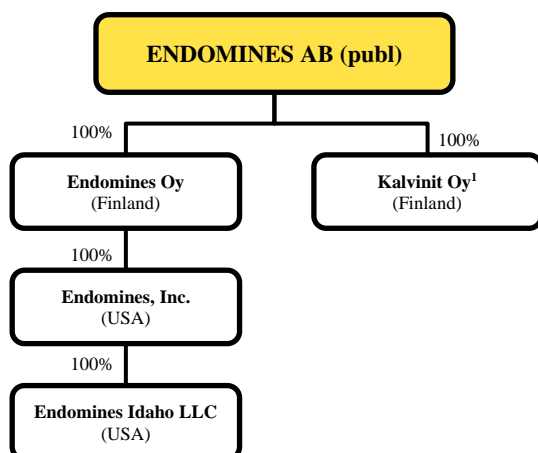 ENDOMINES AB (publ)
100%
100%
Endomines Oy
(Finland)
Kalvinit Oy¹
(Finland)
100%
Endomines, Inc.
(USA)
100%
Endomines Idaho LLC
(USA)